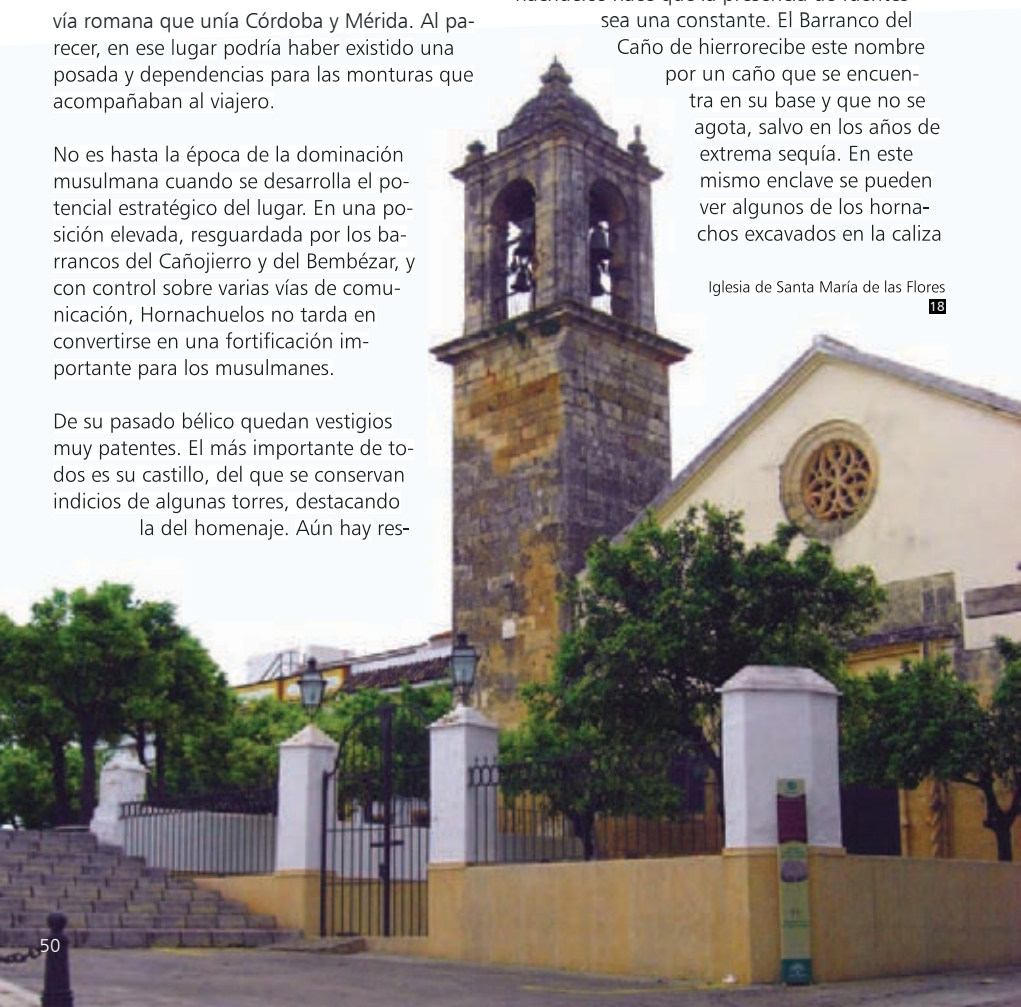 vía romana que unía Córdoba y Mérida. Al pa-
recer, en ese lugar podría haber existido una
posada y dependencias para las monturas que
acompañaban al viajero.
No es hasta la época de la dominación
musulmana cuando se desarrolla el po-
tencial estratégico del lugar. En una po-
sición elevada, resguardada por los ba-
rrancos del Cañojierro y del Bembézar, y
con control sobre varias vías de comu-
nicación, Hornachuelos no tarda en
convertirse en una fortificación im-
portante para los musulmanes.
De su pasado bélico quedan vestigios
muy patentes. El más importante de to-
dos es su castillo, del que se conservan
indicios de algunas torres, destacando
la del homenaje. Aún hay res-
sea una constante. El Barranco del
Caño de hierrorecibe este nombre
por un caño que se encuen-
tra en su base y que no se
agota, salvo en los años de
extrema sequía. En este
mismo enclave se pueden
ver algunos de los horna-
chos excavados en la caliza
Iglesia de Santa María de las Flores
18
50